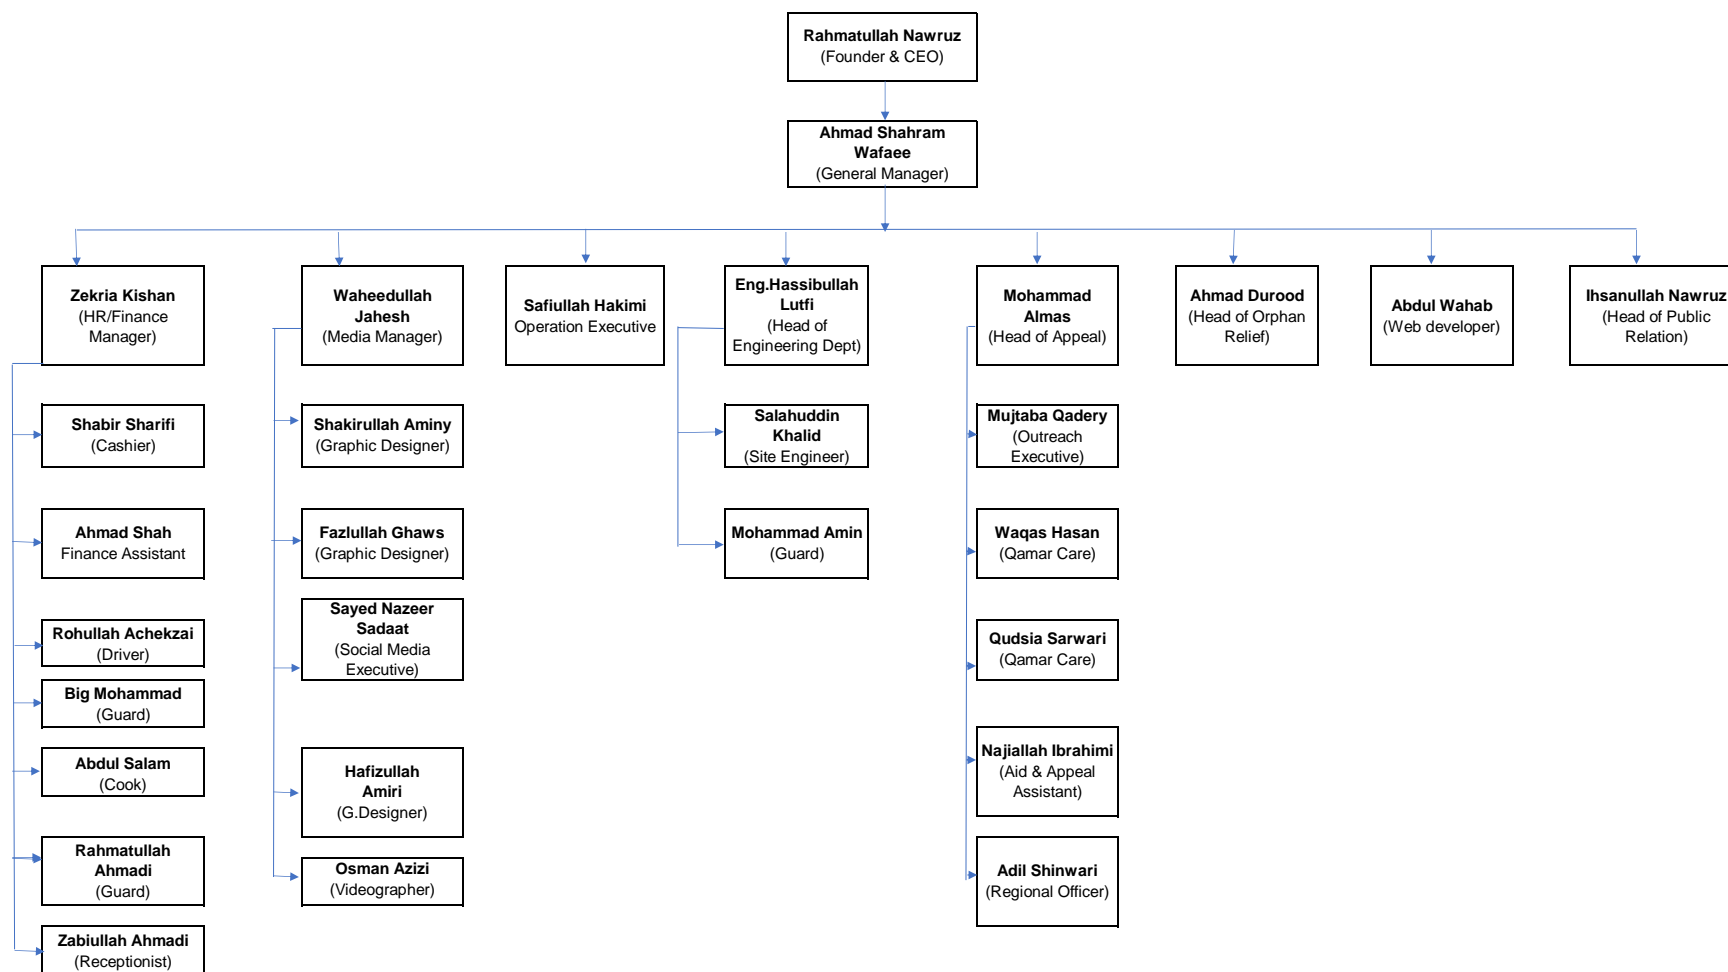 Rahmatullah Nawruz
(Founder & CEO)
Ahmad Shahram
Wafaee
(General Manager)
Zekria Kishan
(HR/Finance
Manager)
Waheedullah
Jahesh
(Media Manager)
Safiullah Hakimi
Operation Executive
Eng.Hassibullah
Lutfi
(Head of
Engineering Dept)
Mohammad
Almas
(Head of Appeal)
Ahmad Durood
(Head of Orphan
Relief)
Abdul Wahab
(Web developer)
Ihsanullah Nawruz
(Head of Public
Relation)
Shabir Sharifi
(Cashier)
Ahmad Shah
Finance Assistant
Rohullah Achekzai
(Driver)
Big Mohammad
(Guard)
Abdul Salam
(Cook)
Rahmatullah
Ahmadi
(Guard)
Zabiullah Ahmadi
(Receptionist)
Shakirullah Aminy
(Graphic Designer)
Fazlullah Ghaws
(Graphic Designer)
Sayed Nazeer
Sadaat
(Social Media
Executive)
Hafizullah
Amiri
(G.Designer)
Osman Azizi
(Videographer)
Salahuddin
Khalid
(Site Engineer)
Mohammad Amin
(Guard)
Mujtaba Qadery
(Outreach
Executive)
Waqas Hasan
(Qamar Care)
Qudsia Sarwari
(Qamar Care)
Najiallah Ibrahimi
(Aid & Appeal
Assistant)
Adil Shinwari
(Regional Officer)